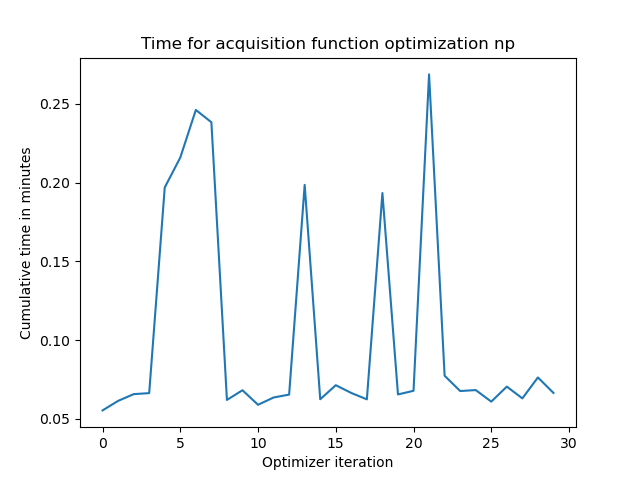 Time for acquisition function optimization np
Cumulative time in minutes
0.25
0.20
0.15
0.10
0.05
0 5 10 15 20 25 30
Optimizer iteration